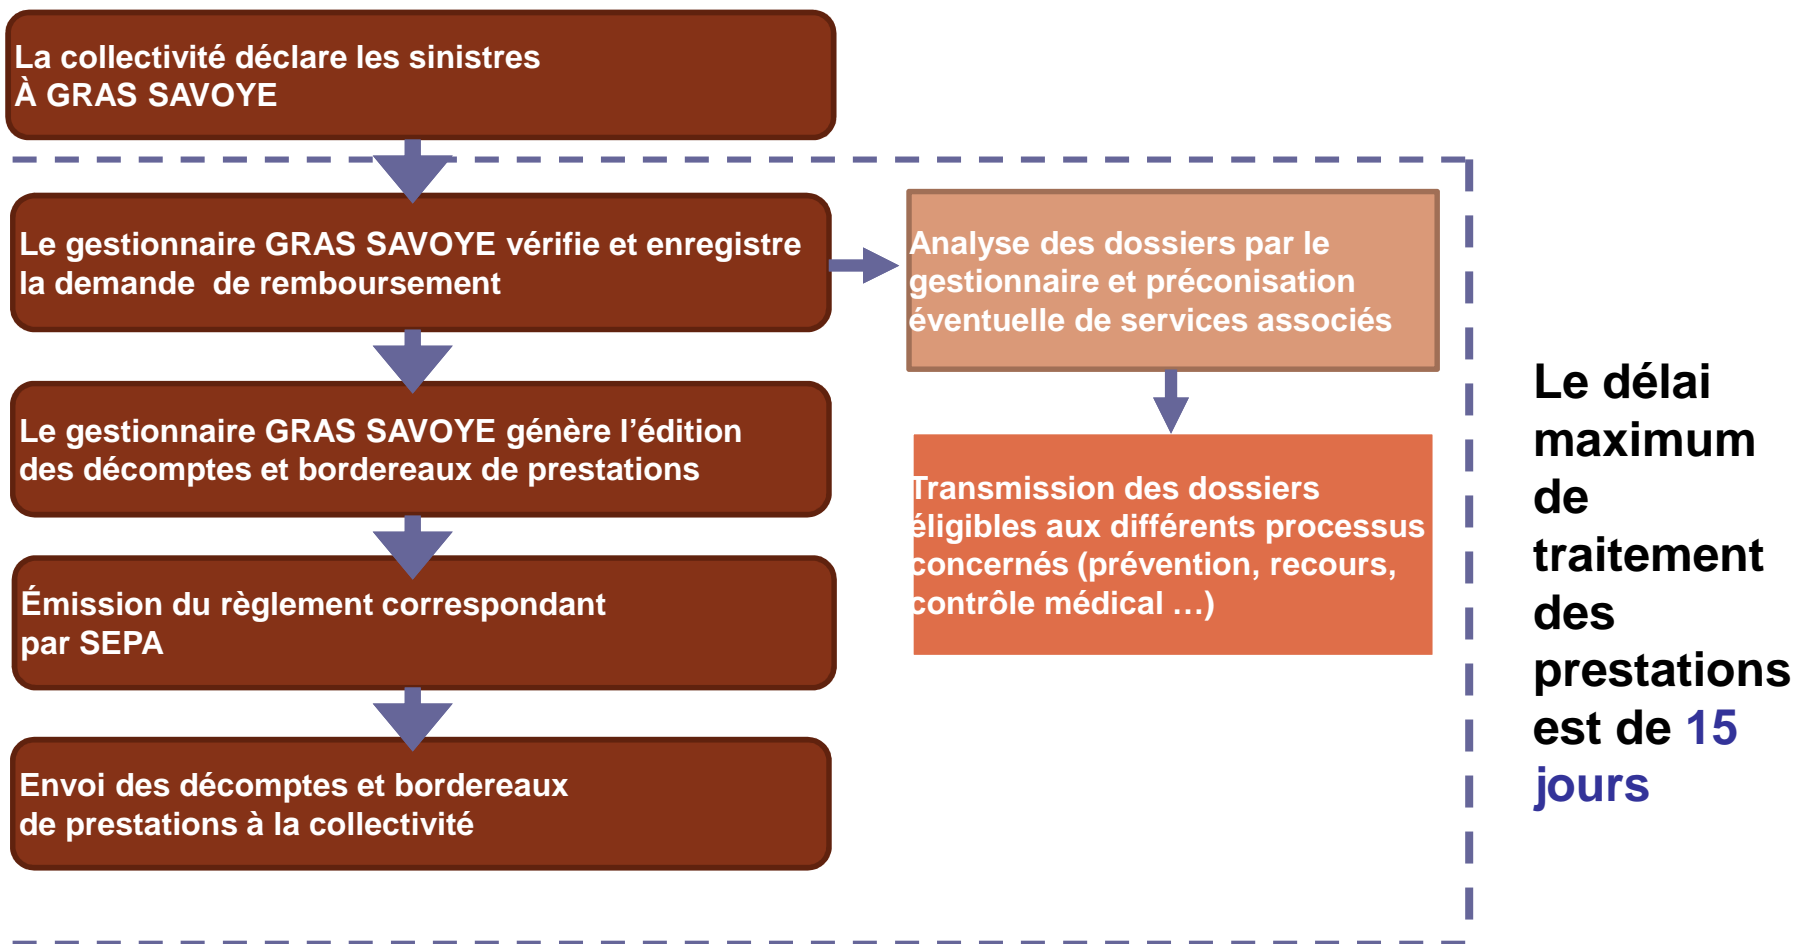 La collectivité déclare les sinistres
À GRAS SAVOYE
Le gestionnaire GRAS SAVOYE vérifie et enregistre
la demande  de remboursement
Analyse des dossiers par le
gestionnaire et préconisation
éventuelle de services associés
Le gestionnaire GRAS SAVOYE génère l’édition
des décomptes et bordereaux de prestations
Transmission des dossiers
éligibles aux différents processus
concernés (prévention, recours,
contrôle médical …)
Émission du règlement correspondant
par SEPA
Envoi des décomptes et bordereaux
de prestations à la collectivité
Le délai
maximum
de
traitement
des
prestations
est de 15
jours